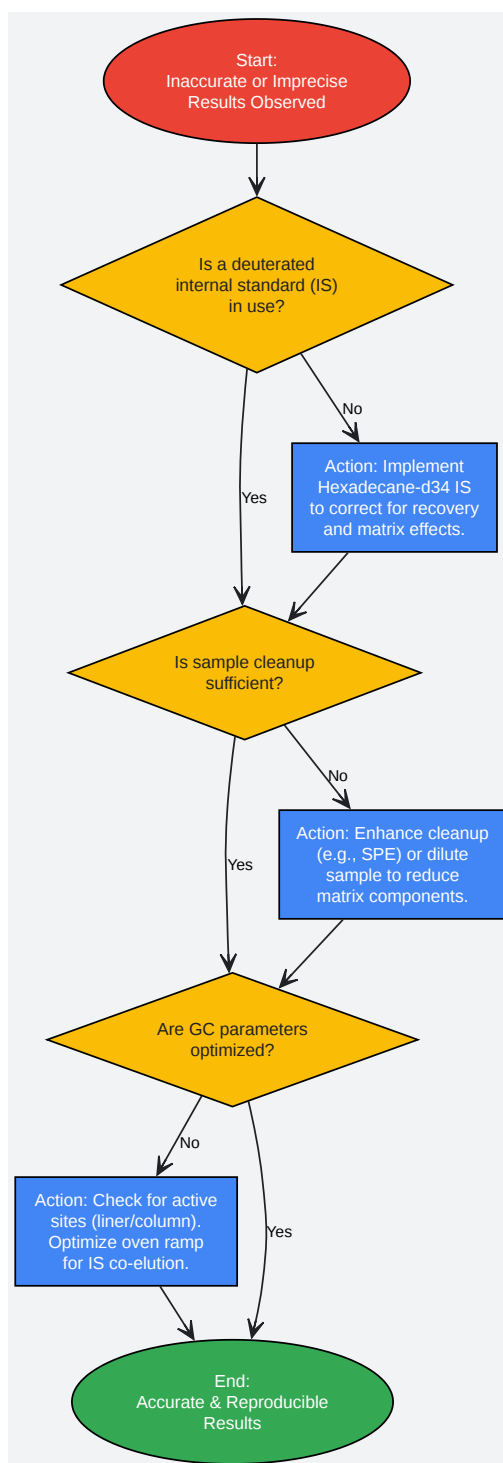 Start:
Inaccurate or Imprecise
Results Observed
Is a deuterated
internal standard (IS)
in use?
No
Action: Implement
Hexadecane-d34 IS
to correct for recovery
and matrix effects.
Yes
Is sample cleanup
sufficient?
No
Action: Enhance cleanup
(e.g., SPE) or dilute
sample to reduce
matrix components.
Yes
Are GC parameters
optimized?
No
Action: Check for active
sites (liner/column).
Optimize oven ramp
for IS co-elution.
Yes
End:
Accurate & Reproducible
Results